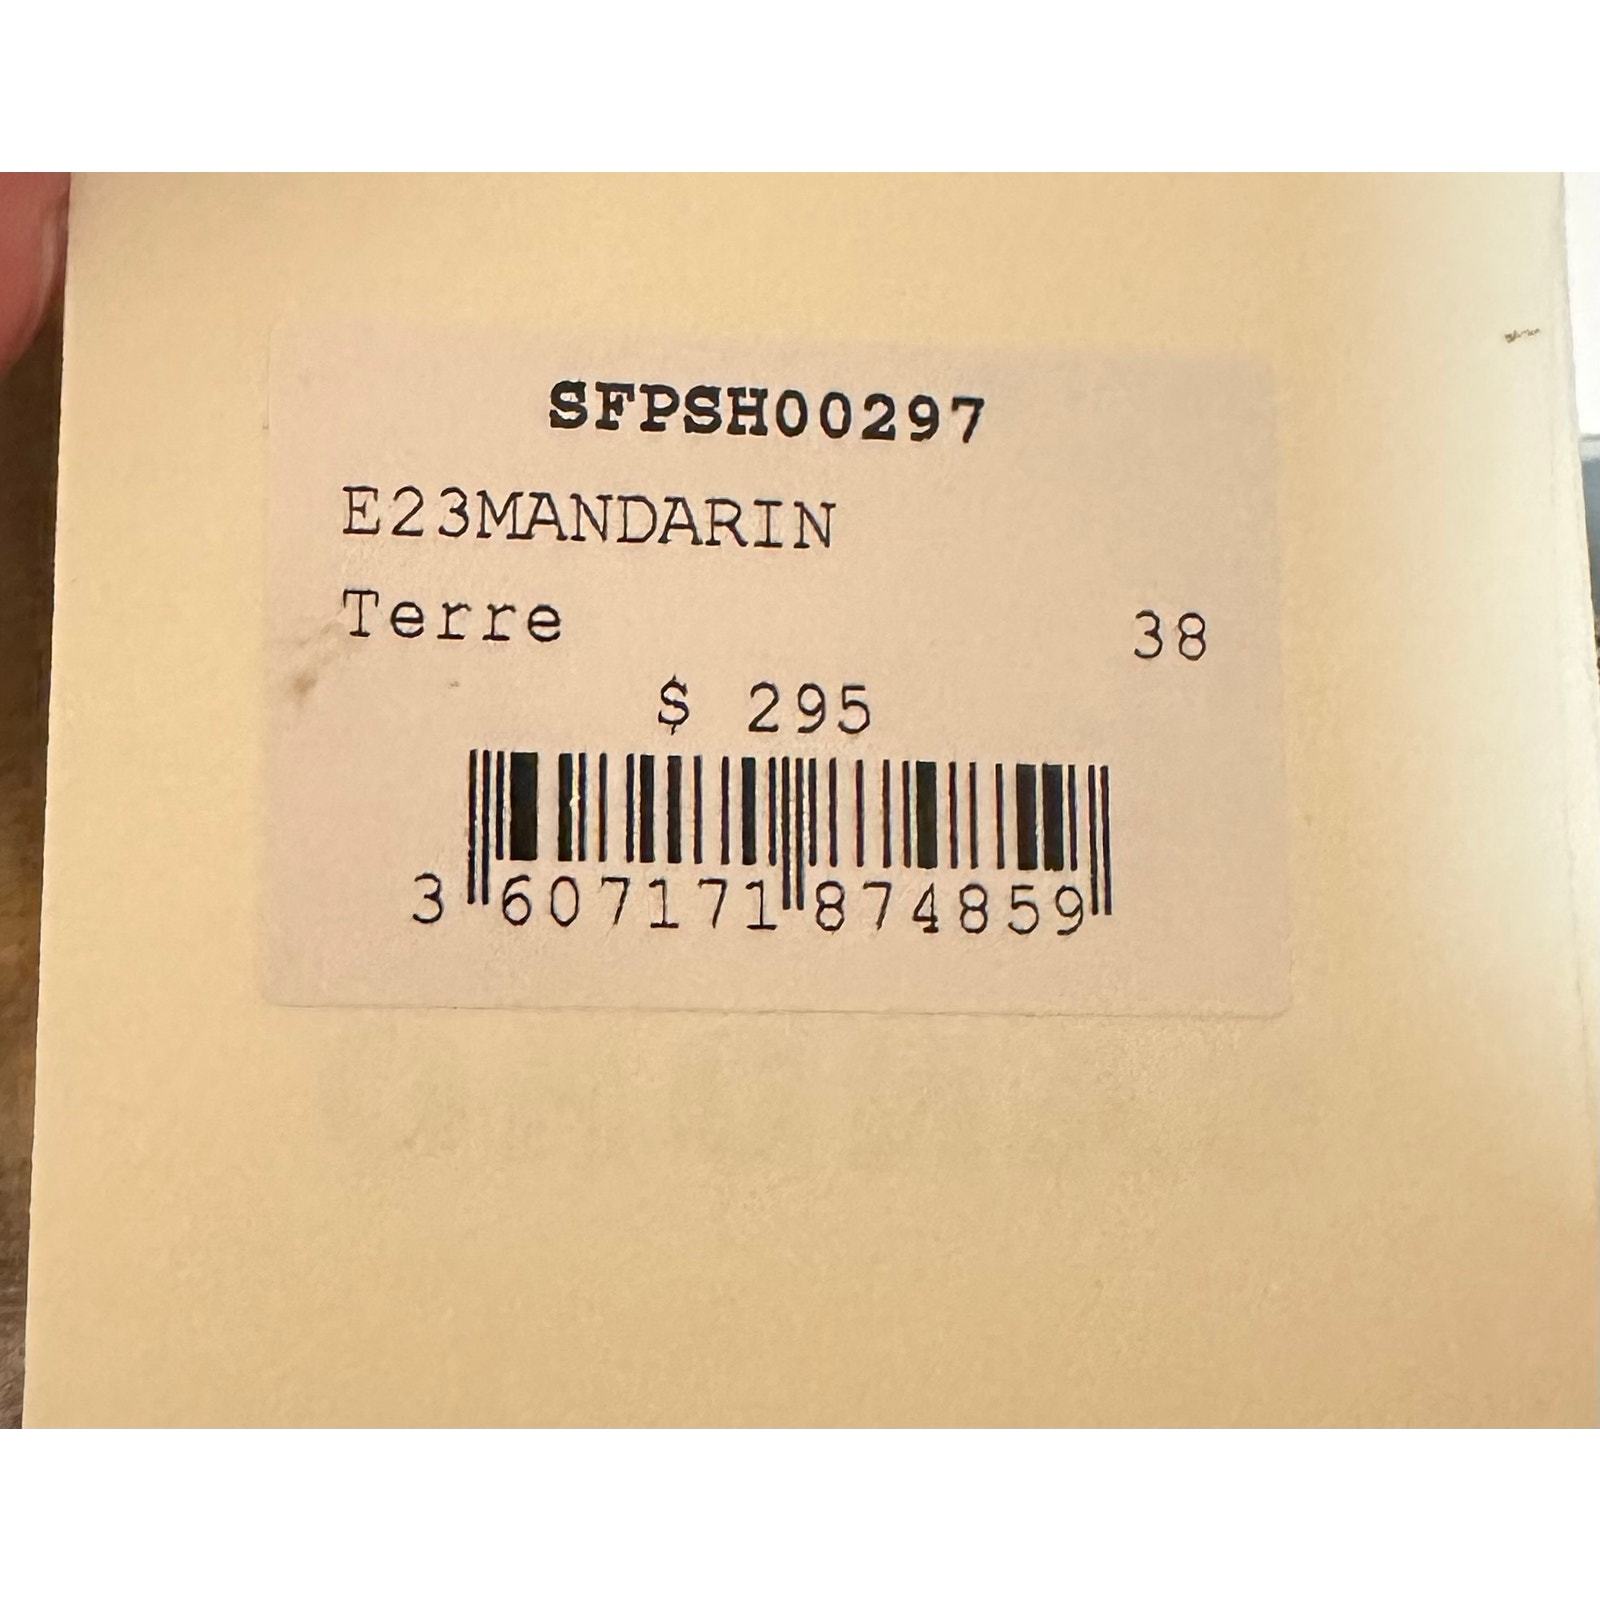 SFPSH00297
E23MANDARIN
Terre 38
$ 295
3 607171 874859